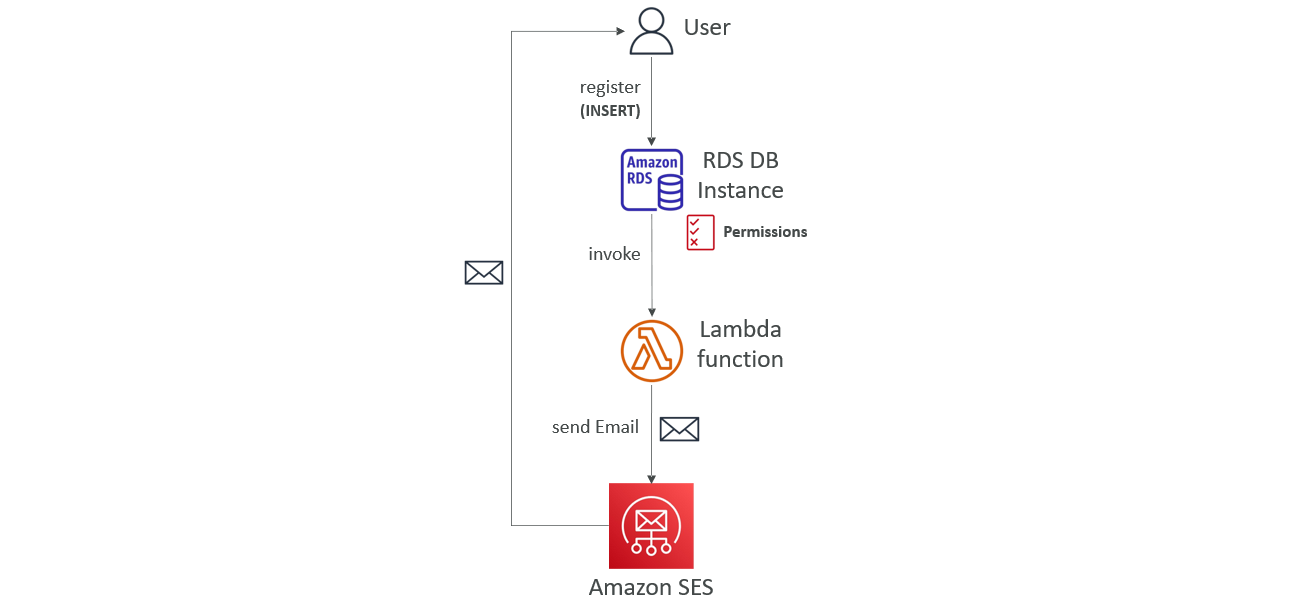 User
register
(INSERT)
Amazon
RDS
RDS DB
Instance
Permissions
invoke
Lambda
function
send Email
Amazon SES